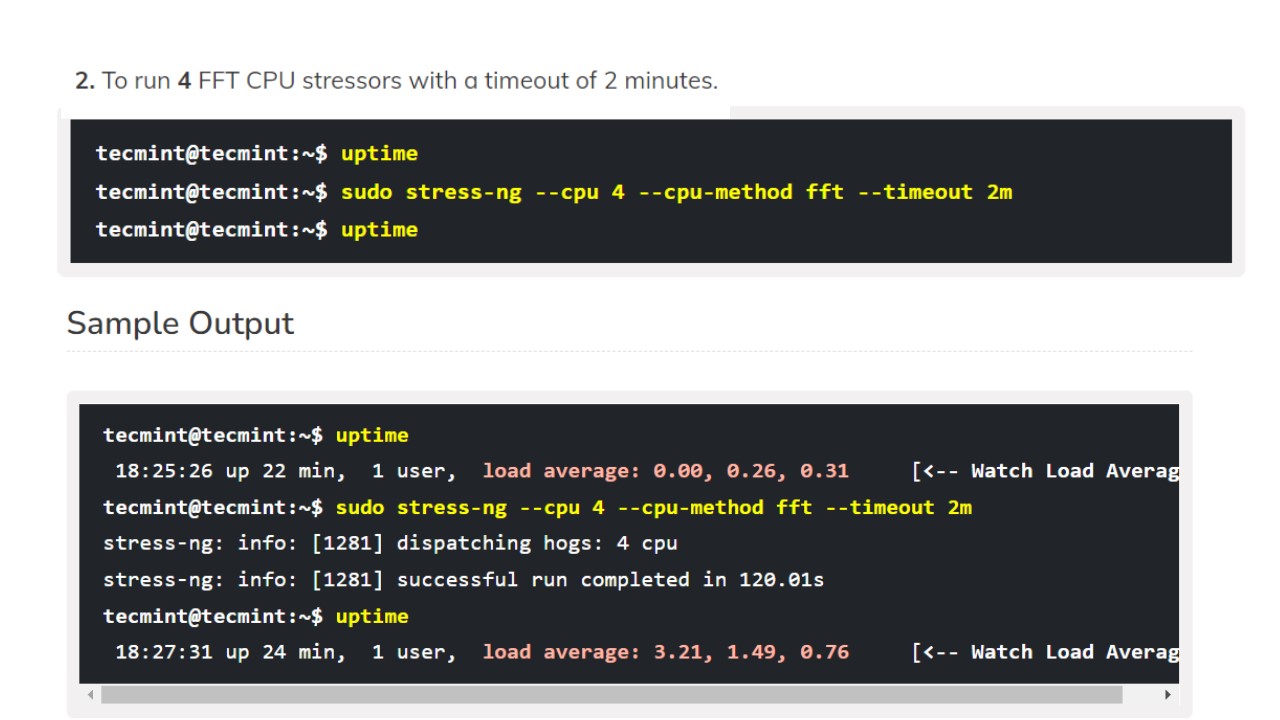 2. To run 4 FFT CPU stressors with a timeout of 2 minutes.
tecmint@tecmint:~$ uptime
tecmint@tecmint:~$ sudo stress-ng --cpu 4 --cpu-method fft --timeout 2m
tecmint@tecmint:~$ uptime
Sample Output
tecmint@tecmint:~$ uptime
18:25:26 up 22 min,  1 user,  load average: 0.00, 0.26, 0.31     [<-- Watch Load Averag
tecmint@tecmint:~$ sudo stress-ng --cpu 4 --cpu-method fft --timeout 2m
stress-ng: info: [1281] dispatching hogs: 4 cpu
stress-ng: info: [1281] successful run completed in 120.01s
tecmint@tecmint:~$ uptime
18:27:31 up 24 min,  1 user,  load average: 3.21, 1.49, 0.76     [<-- Watch Load Averag